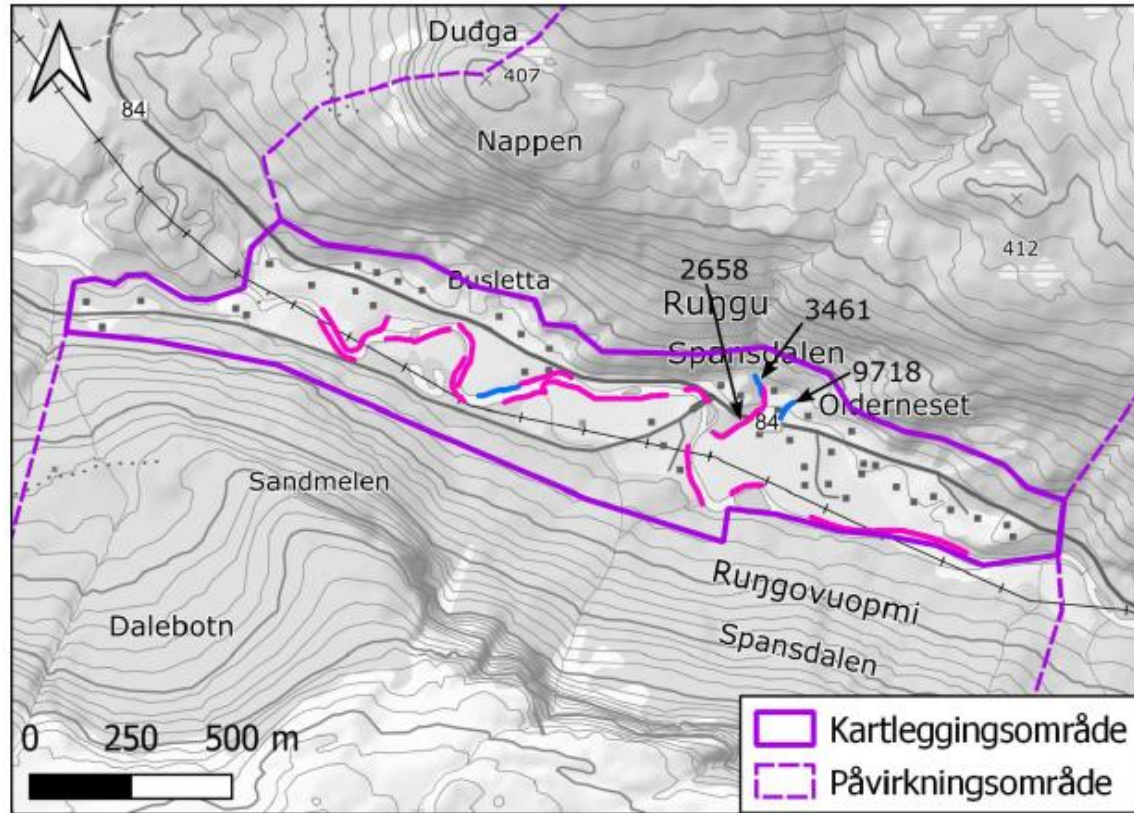 Dudga
407
84
Nappen
412
Busletta
2658
Ruŋgu
3461
Spansdalen
9718
Olderneset
84
Sandmelen
Ruŋgovuopmi
Dalebotn
Spansdalen
0 250 500 m
Kartleggingsområde
Påvirkningsområde